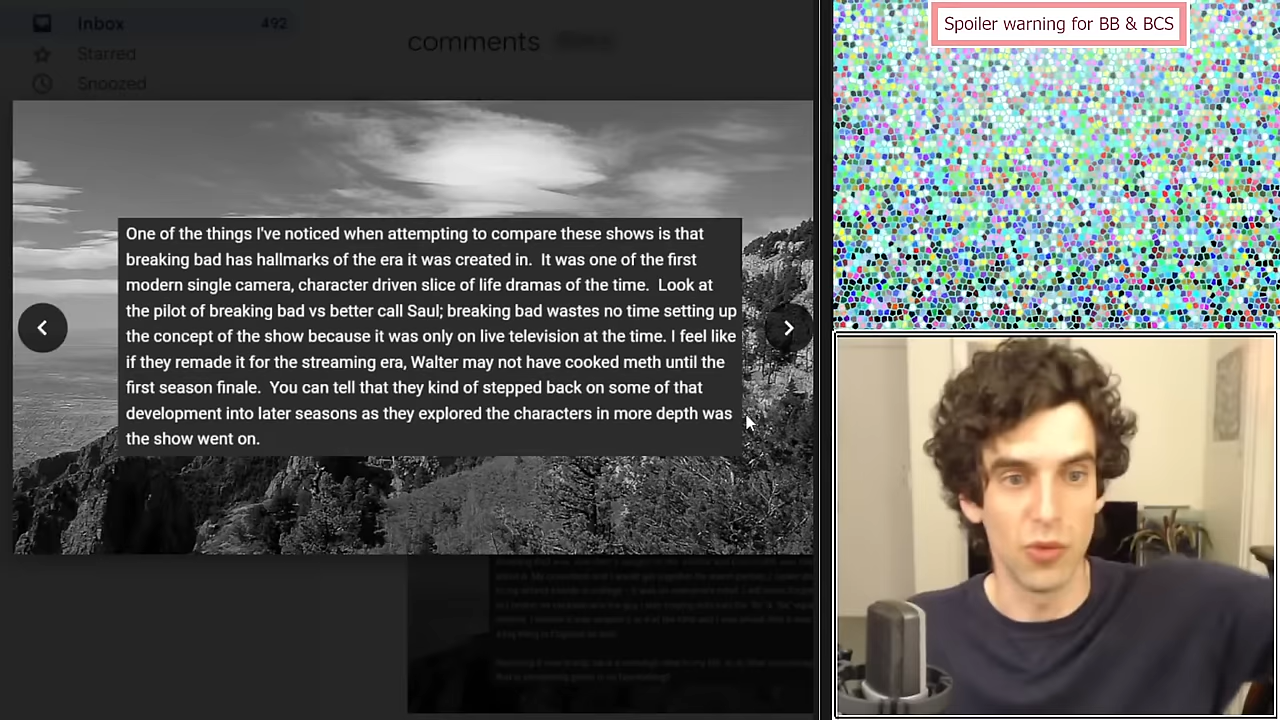 Inbox 492
Starred
Snoozed
comments
Spoiler warning for BB & BCS
One of the things I've noticed when attempting to compare these shows is that
breaking bad has hallmarks of the era it was created in.  It was one of the first
modern single camera, character driven slice of life dramas of the time.  Look at
the pilot of breaking bad vs better call Saul; breaking bad wastes no time setting up
the concept of the show because it was only on live television at the time. I feel like
if they remade it for the streaming era, Walter may not have cooked meth until the
first season finale.  You can tell that they kind of stepped back on some of that
development into later seasons as they explored the characters in more depth was
the show went on.